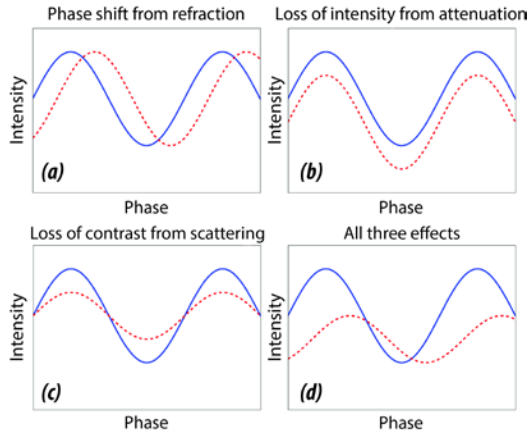 Phase shift from refraction
Loss of intensity from attenuation
Intensity
(a)
Phase
Intensity
(b)
Phase
Loss of contrast from scattering
All three effects
Intensity
(c)
Phase
Intensity
(d)
Phase